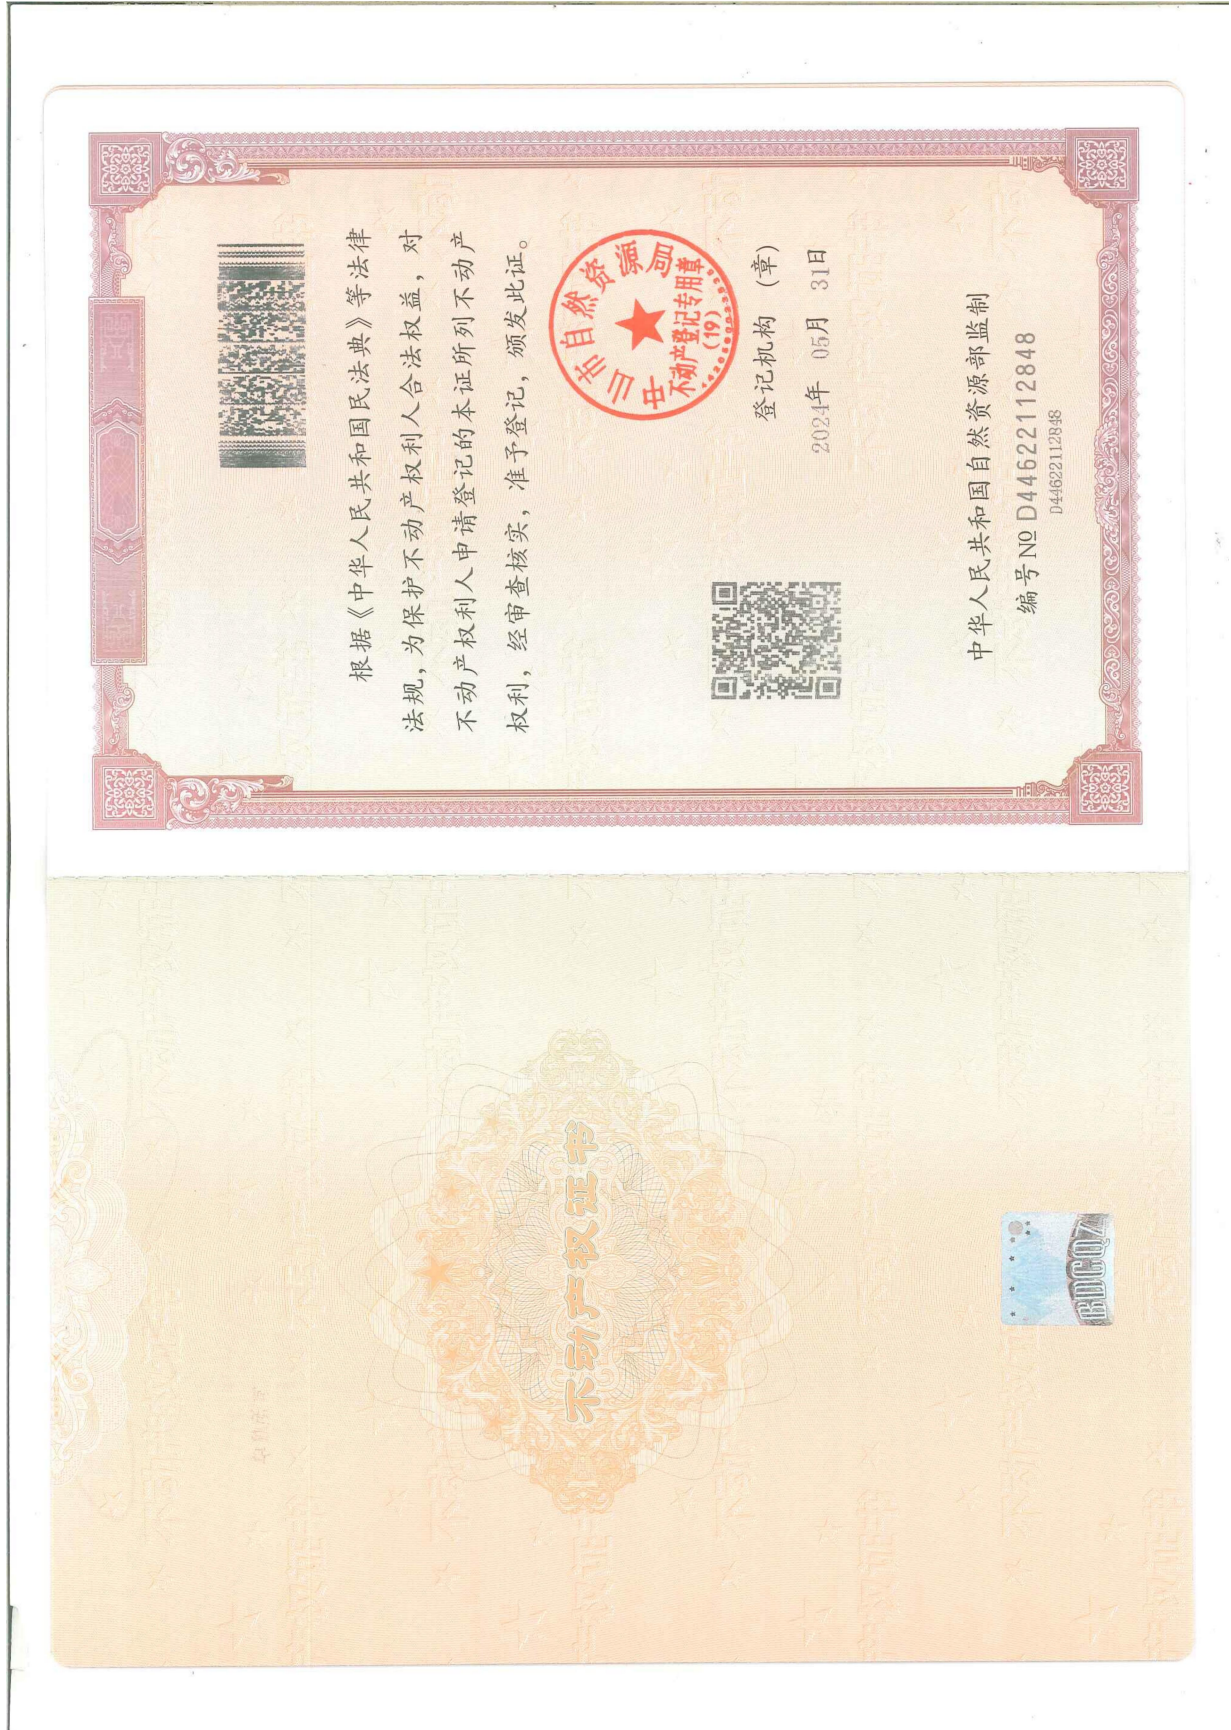 不动产权证书
BDCQZ
根据《中华人民共和国民法典》等法律
法规，为保护不动产权利人合法权益，对
不动产权利人申请登记的本证所列不动产
权利，经审查核实，准予登记，颁发此证。
中山市自然资源局
不动产登记专用章
(19)
登记机构 (章)
2024年 05月 31日
中华人民共和国自然资源部监制
编号№ D44622112848
D44622112848